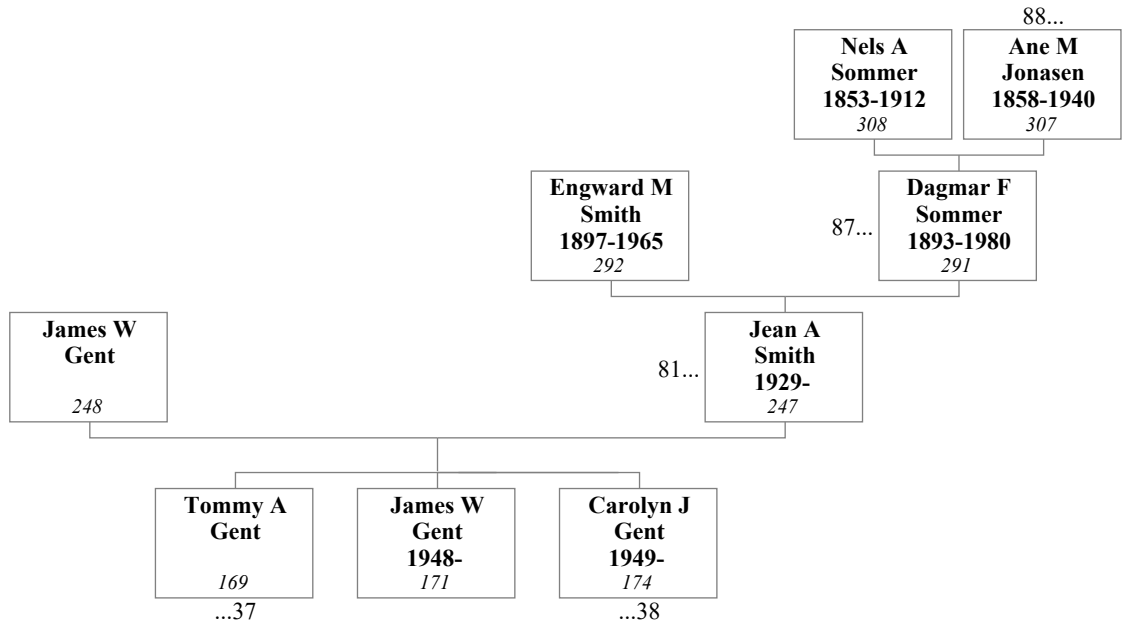 88...
Nels A
Sommer
1853-1912
308
Ane M
Jonasen
1858-1940
307
Engward M
Smith
1897-1965
292
87...
Dagmar F
Sommer
1893-1980
291
James W
Gent
248
81...
Jean A
Smith
1929-
247
Tommy A
Gent
169
...37
James W
Gent
1948-
171
Carolyn J
Gent
1949-
174
...38